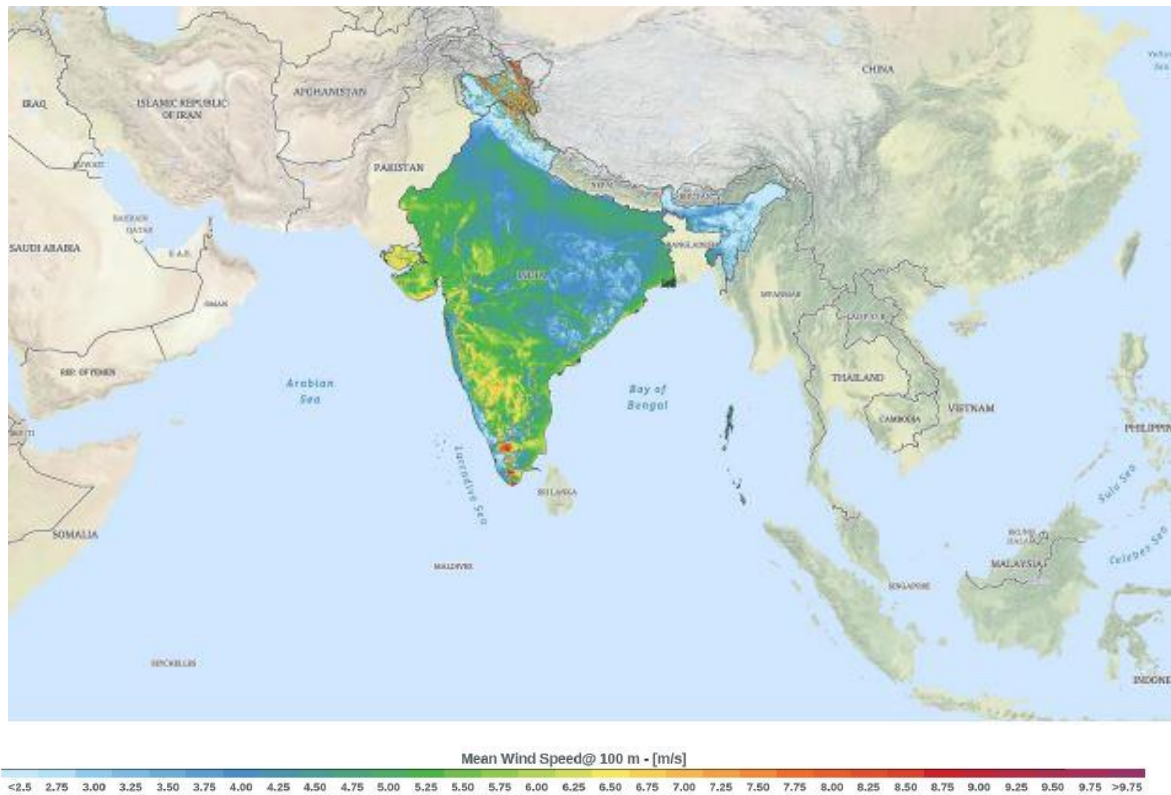 CHINA
AFGHANISTAN
IRAQ
ISLAMIC REPUBLIC
OF IRAN
KUWAIT
PAKISTAN
BAHRAIN
QATAR
SAUDI ARABIA
U.A.E.
BANGLADESH
INDIA
OMAN
MYANMAR
REP. OF YEMEN
Arabian
Sea
Bay of
Bengal
THAILAND
CAMBODIA
VIETNAM
PHILIPPIN
Laccadive Sea
SRI LANKA
Sulu Sea
SOMALIA
MALDIVES
MALAYSIA
Celebes Sea
SINGAPORE
SEYCHELLES
INDONE
Mean Wind Speed@ 100 m - [m/s]
<2.5 2.75 3.00 3.25 3.50 3.75 4.00 4.25 4.50 4.75 5.00 5.25 5.50 5.75 6.00 6.25 6.50 6.75 7.00 7.25 7.50 7.75 8.00 8.25 8.50 8.75 9.00 9.25 9.50 9.75 >9.75